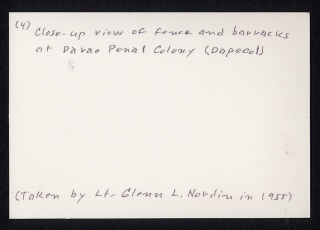 (4) Close-up view of fence and barracks
at Davao Penal Colony (Dapecol)
(Taken by Lt. Glenn L. Nordin in 1955)